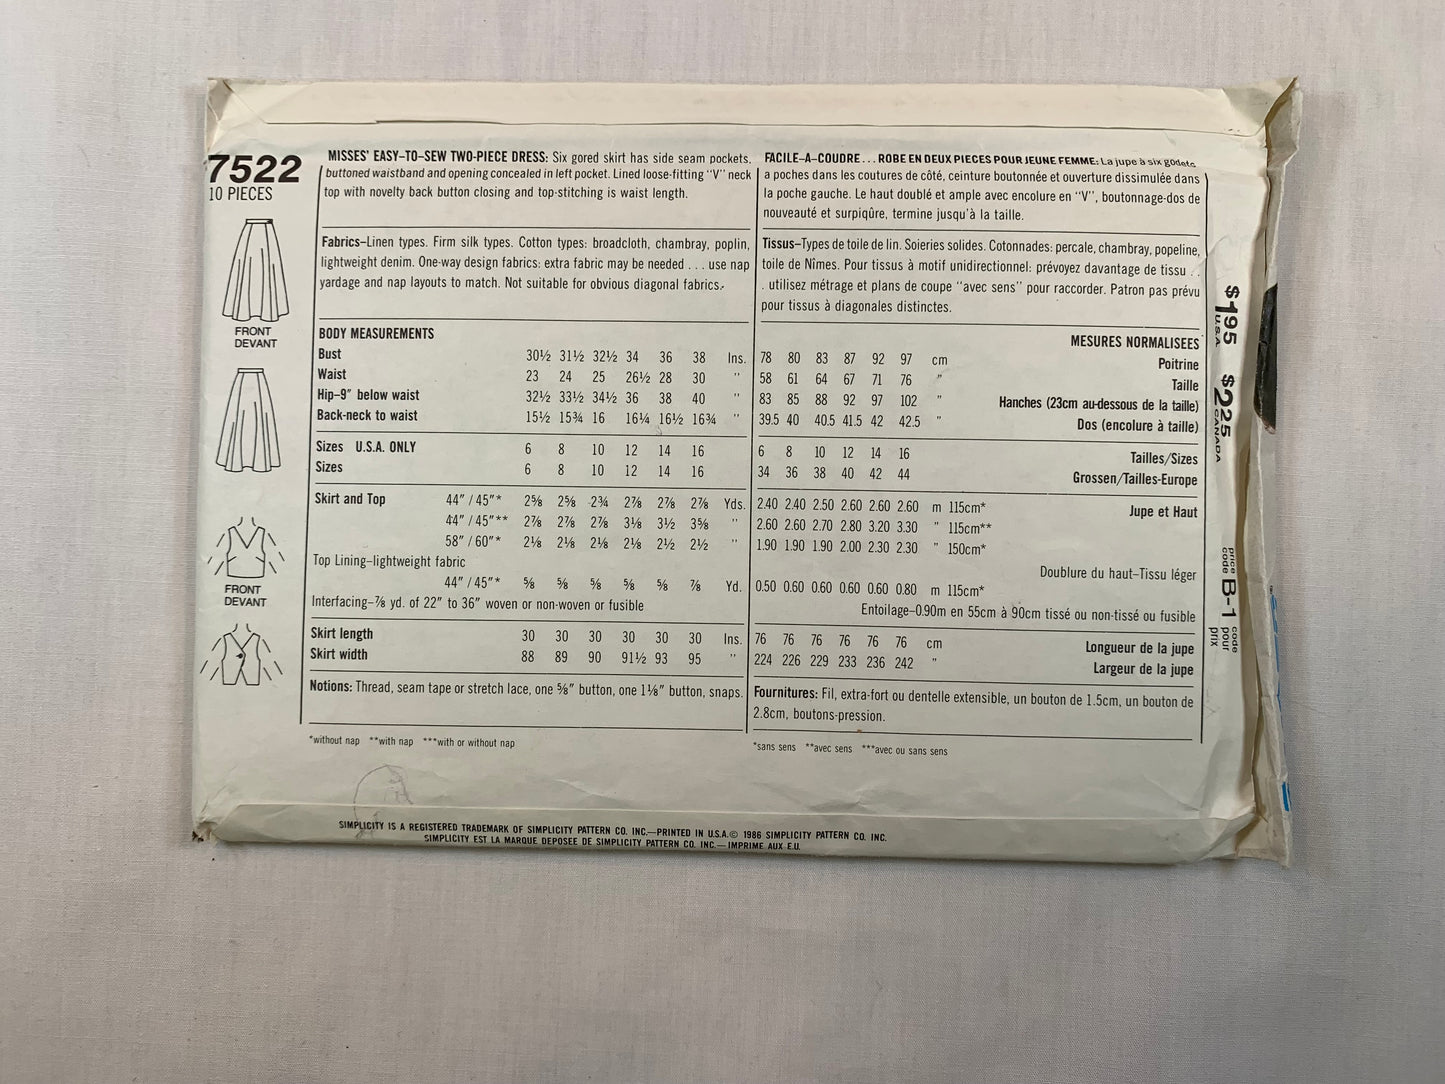 7522
10 PIECES
FRONT
DEVANT
FRONT
DEVANT
MISSES' EASY–TO–SEW TWO–PIECE DRESS: Six gored skirt has side seam pockets,
buttoned waistband and opening concealed in left pocket. Lined loose-fitting "V" neck
top with novelty back button closing and top-stitching is waist length.
Fabrics–Linen types. Firm silk types. Cotton types: broadcloth, chambray, poplin,
lightweight denim. One-way design fabrics: extra fabric may be needed . . . use nap
yardage and nap layouts to match. Not suitable for obvious diagonal fabrics.
BODY MEASUREMENTS
Bust 30½ 31½ 32½ 34 36 38 Ins.
Waist 23 24 25 26½ 28 30 "
Hip–9" below waist 32½ 33½ 34½ 36 38 40 "
Back-neck to waist 15½ 15¾ 16 16¼ 16½ 16¾ "
Sizes U.S.A. ONLY 6 8 10 12 14 16
Sizes 6 8 10 12 14 16
Skirt and Top 44" / 45"* 2⅝ 2⅝ 2¾ 2⅞ 2⅞ 2⅞ Yds.
44" / 45"** 2⅞ 2⅞ 2⅞ 3⅛ 3½ 3⅝ "
58" / 60"* 2⅛ 2⅛ 2⅛ 2⅛ 2½ 2½ "
Top Lining–lightweight fabric
44" / 45"* ⅝ ⅝ ⅝ ⅝ ⅝ ⅞ Yd.
Interfacing–⅞ yd. of 22" to 36" woven or non-woven or fusible
Skirt length 30 30 30 30 30 30 Ins.
Skirt width 88 89 90 91½ 93 95 "
Notions: Thread, seam tape or stretch lace, one ⅝" button, one 1⅛" button, snaps.
*without nap **with nap ***with or without nap
FACILE–A–COUDRE... ROBE EN DEUX PIECES POUR JEUNE FEMME: La jupe à six godets
a poches dans les coutures de côté, ceinture boutonnée et ouverture dissimulée dans
la poche gauche. Le haut doublé et ample avec encolure en "V", boutonnage-dos de
nouveauté et surpiqûre, termine jusqu'à la taille.
Tissus–Types de toile de lin. Soieries solides. Cotonnades: percale, chambray, popeline,
toile de Nîmes. Pour tissus à motif unidirectionnel: prévoyez davantage de tissu . .
. utilisez métrage et plans de coupe "avec sens" pour raccorder. Patron pas prévu
pour tissus à diagonales distinctes.
MESURES NORMALISEES
78 80 83 87 92 97 cm Poitrine
58 61 64 67 71 76 " Taille
83 85 88 92 97 102 " Hanches (23cm au-dessous de la taille)
39.5 40 40.5 41.5 42 42.5 " Dos (encolure à taille)
6 8 10 12 14 16 Tailles/Sizes
34 36 38 40 42 44 Grossen/Tailles-Europe
2.40 2.40 2.50 2.60 2.60 2.60 m 115cm* Jupe et Haut
2.60 2.60 2.70 2.80 3.20 3.30 " 115cm**
1.90 1.90 1.90 2.00 2.30 2.30 " 150cm*
Doublure du haut–Tissu léger
0.50 0.60 0.60 0.60 0.60 0.80 m 115cm*
Entoilage–0.90m en 55cm à 90cm tissé ou non-tissé ou fusible
76 76 76 76 76 76 cm Longueur de la jupe
224 226 229 233 236 242 " Largeur de la jupe
Fournitures: Fil, extra-fort ou dentelle extensible, un bouton de 1.5cm, un bouton de
2.8cm, boutons-pression.
*sans sens **avec sens ***avec ou sans sens
$1.95 U.S.A. $2.25 CANADA
price code B-1 code pour prix
SIMPLICITY IS A REGISTERED TRADEMARK OF SIMPLICITY PATTERN CO. INC.—PRINTED IN U.S.A.© 1986 SIMPLICITY PATTERN CO. INC.
SIMPLICITY EST LA MARQUE DEPOSEE DE SIMPLICITY PATTERN CO. INC.—IMPRIME AUX E.U.